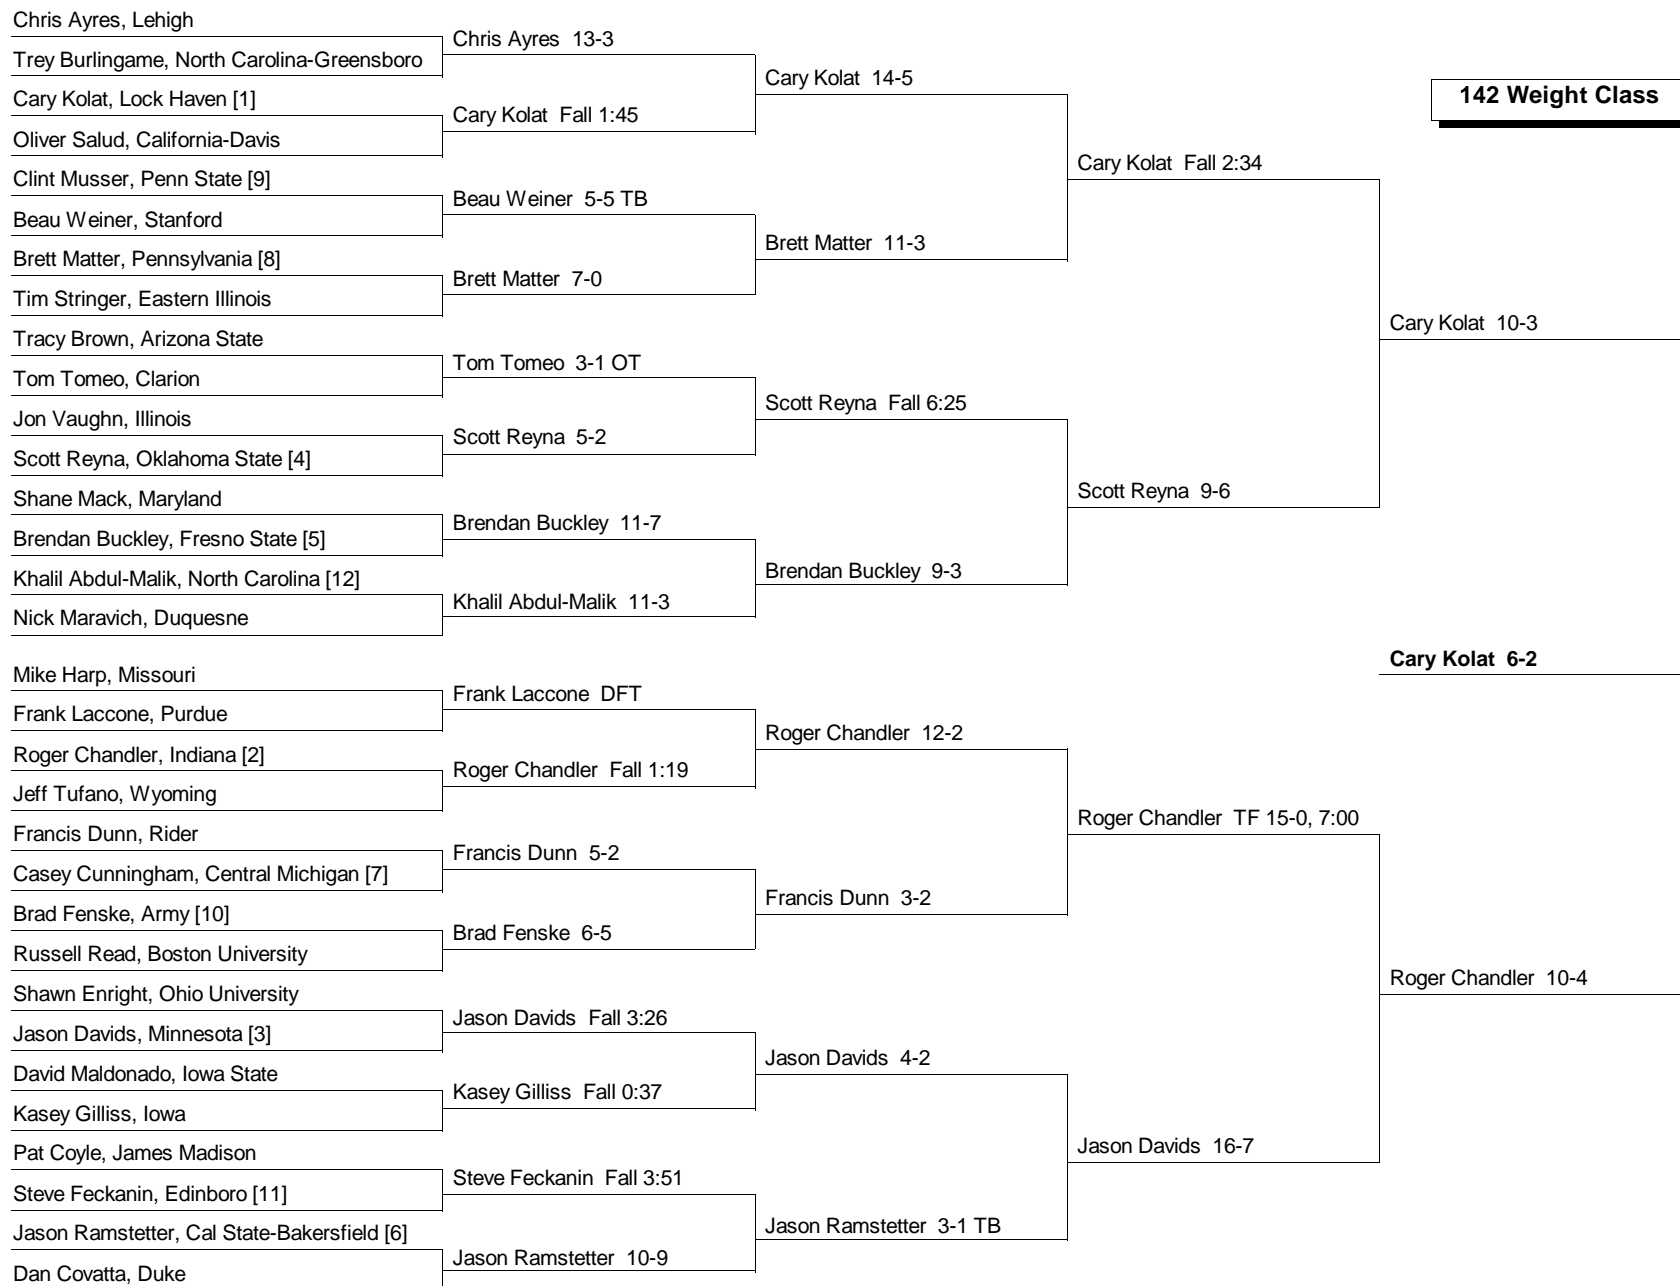 Chris Ayres, Lehigh
Trey Burlingame, North Carolina-Greensboro
Cary Kolat, Lock Haven [1]
Oliver Salud, California-Davis
Clint Musser, Penn State [9]
Beau Weiner, Stanford
Brett Matter, Pennsylvania [8]
Tim Stringer, Eastern Illinois
Tracy Brown, Arizona State
Tom Tomeo, Clarion
Jon Vaughn, Illinois
Scott Reyna, Oklahoma State [4]
Shane Mack, Maryland
Brendan Buckley, Fresno State [5]
Khalil Abdul-Malik, North Carolina [12]
Nick Maravich, Duquesne
Mike Harp, Missouri
Frank Laccone, Purdue
Roger Chandler, Indiana [2]
Jeff Tufano, Wyoming
Francis Dunn, Rider
Casey Cunningham, Central Michigan [7]
Brad Fenske, Army [10]
Russell Read, Boston University
Shawn Enright, Ohio University
Jason Davids, Minnesota [3]
David Maldonado, Iowa State
Kasey Gilliss, Iowa
Pat Coyle, James Madison
Steve Feckanin, Edinboro [11]
Jason Ramstetter, Cal State-Bakersfield [6]
Dan Covatta, Duke
Chris Ayres 13-3
Cary Kolat Fall 1:45
Beau Weiner 5-5 TB
Brett Matter 7-0
Tom Tomeo 3-1 OT
Scott Reyna 5-2
Brendan Buckley 11-7
Khalil Abdul-Malik 11-3
Frank Laccone DFT
Roger Chandler Fall 1:19
Francis Dunn 5-2
Brad Fenske 6-5
Jason Davids Fall 3:26
Kasey Gilliss Fall 0:37
Steve Feckanin Fall 3:51
Jason Ramstetter 10-9
Cary Kolat 14-5
Brett Matter 11-3
Scott Reyna Fall 6:25
Brendan Buckley 9-3
Roger Chandler 12-2
Francis Dunn 3-2
Jason Davids 4-2
Jason Ramstetter 3-1 TB
Cary Kolat Fall 2:34
Scott Reyna 9-6
Roger Chandler TF 15-0, 7:00
Jason Davids 16-7
142 Weight Class
Cary Kolat 10-3
Cary Kolat 6-2
Roger Chandler 10-4